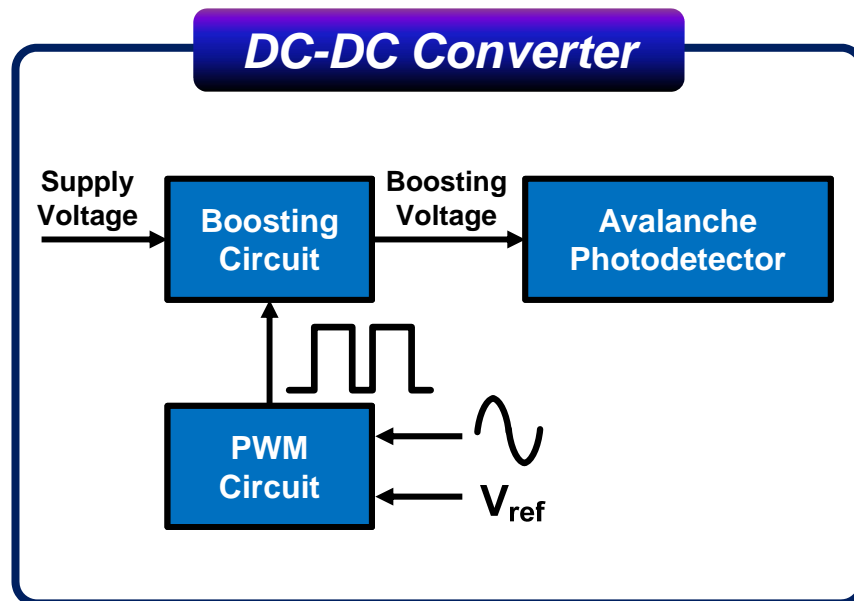 DC-DC Converter
Supply
Voltage
Boosting
Circuit
Boosting
Voltage
Avalanche
Photodetector
PWM
Circuit
Vref